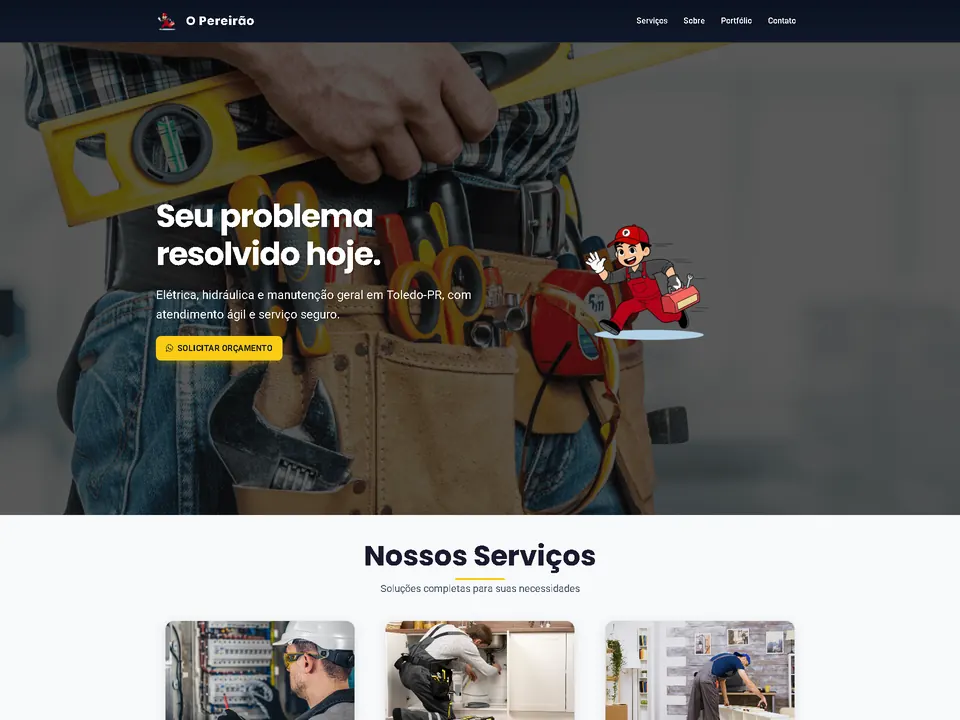 O Pereirão
Serviços
Sobre
Portfólio
Contato
Seu problema
resolvido hoje.
Elétrica, hidráulica e manutenção geral em Toledo-PR, com
atendimento ágil e serviço seguro.
SOLICITAR ORÇAMENTO
P
Nossos Serviços
Soluções completas para suas necessidades